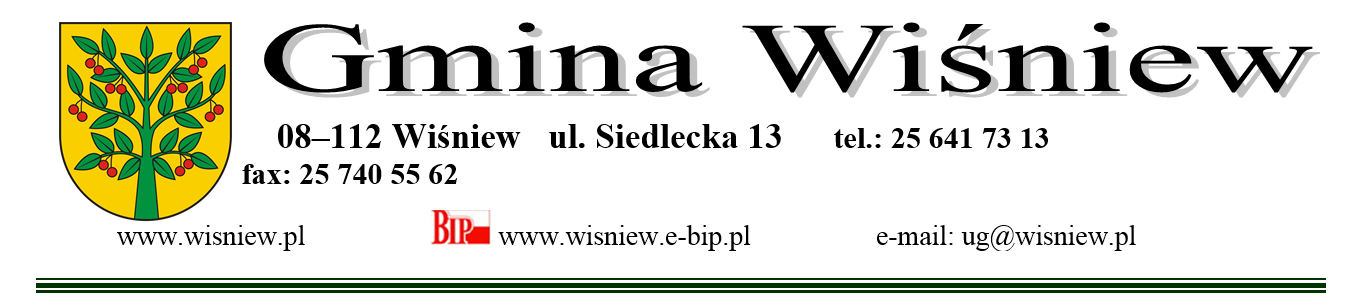 Gmina Wiśniew
08–112 Wiśniew ul. Siedlecka 13 tel.: 25 641 73 13
fax: 25 740 55 62
www.wisniew.pl BIP www.wisniew.e-bip.pl e-mail: ug@wisniew.pl